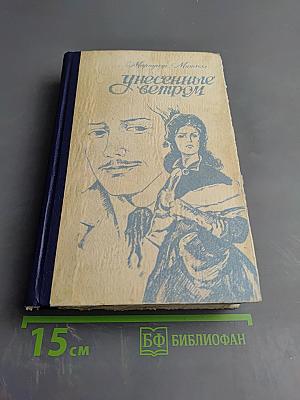 Маргарет Митчелл
унесенные
ветром
15 см
БФ БИБЛИОФАН